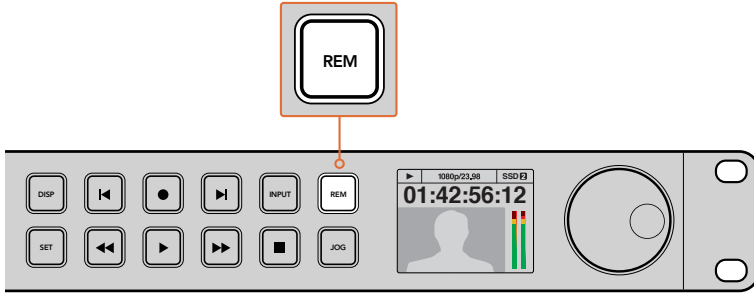 REM
DISP
INPUT
REM
1080p/23.98
SSD 2
01:42:56:12
SET
JOG